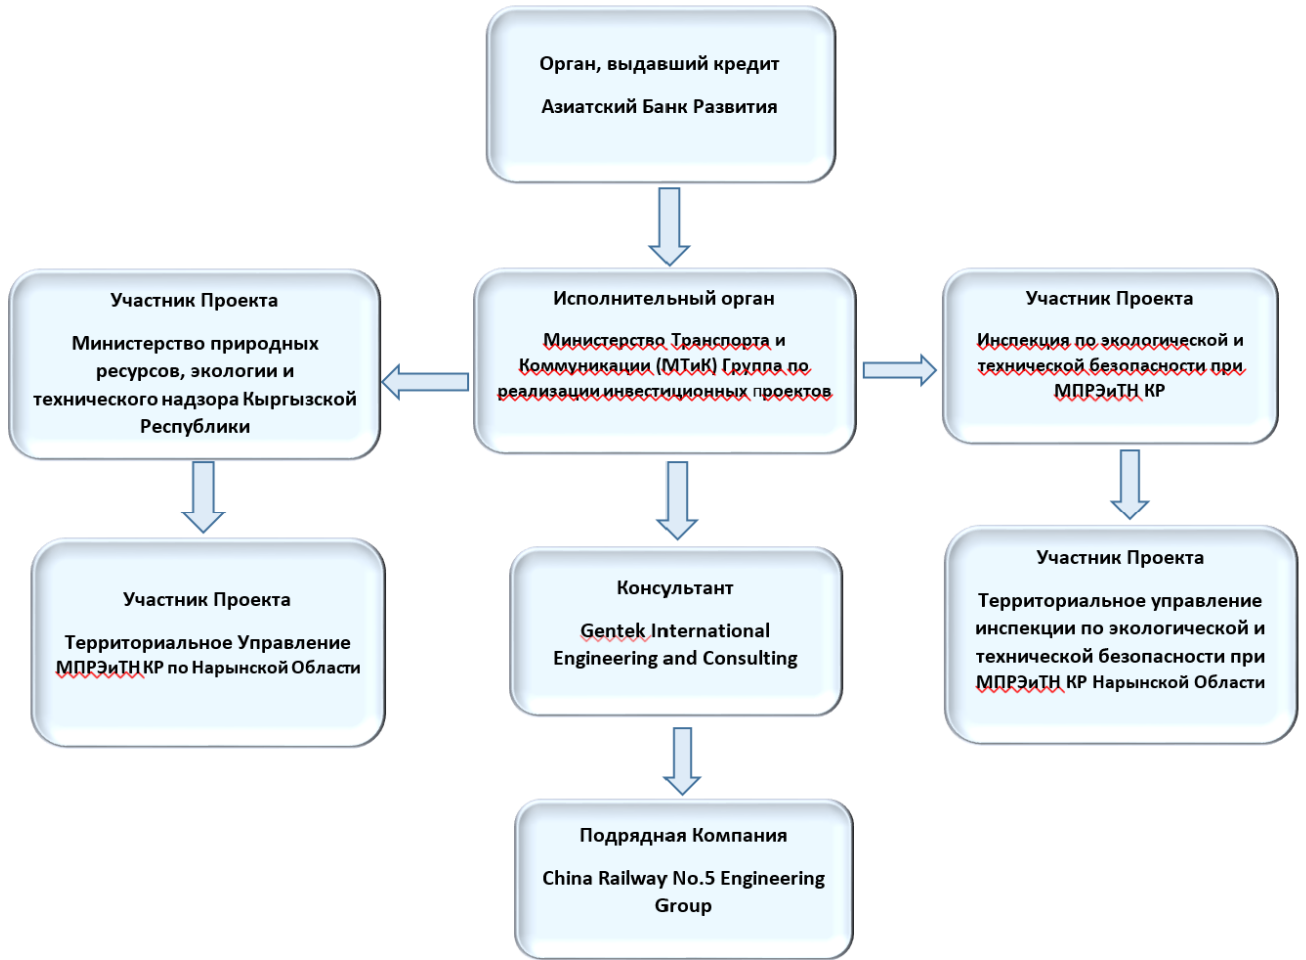 Орган, выдавший кредит
Азиатский Банк Развития
Участник Проекта
Министерство природных
ресурсов, экологии и
технического надзора Кыргызской
Республики
Исполнительный орган
Министерство Транспорта и
Коммуникации (МТиК) Группа по
реализации инвестиционных проектов
Участник Проекта
Инспекция по экологической и
технической безопасности при
МПРЭиТН КР
Участник Проекта
Территориальное Управление
МПРЭиТН КР по Нарынской Области
Консультант
Gentek International
Engineering and Consulting
Участник Проекта
Территориальное управление
инспекции по экологической и
технической безопасности при
МПРЭиТН КР Нарынской Области
Подрядная Компания
China Railway No.5 Engineering
Group